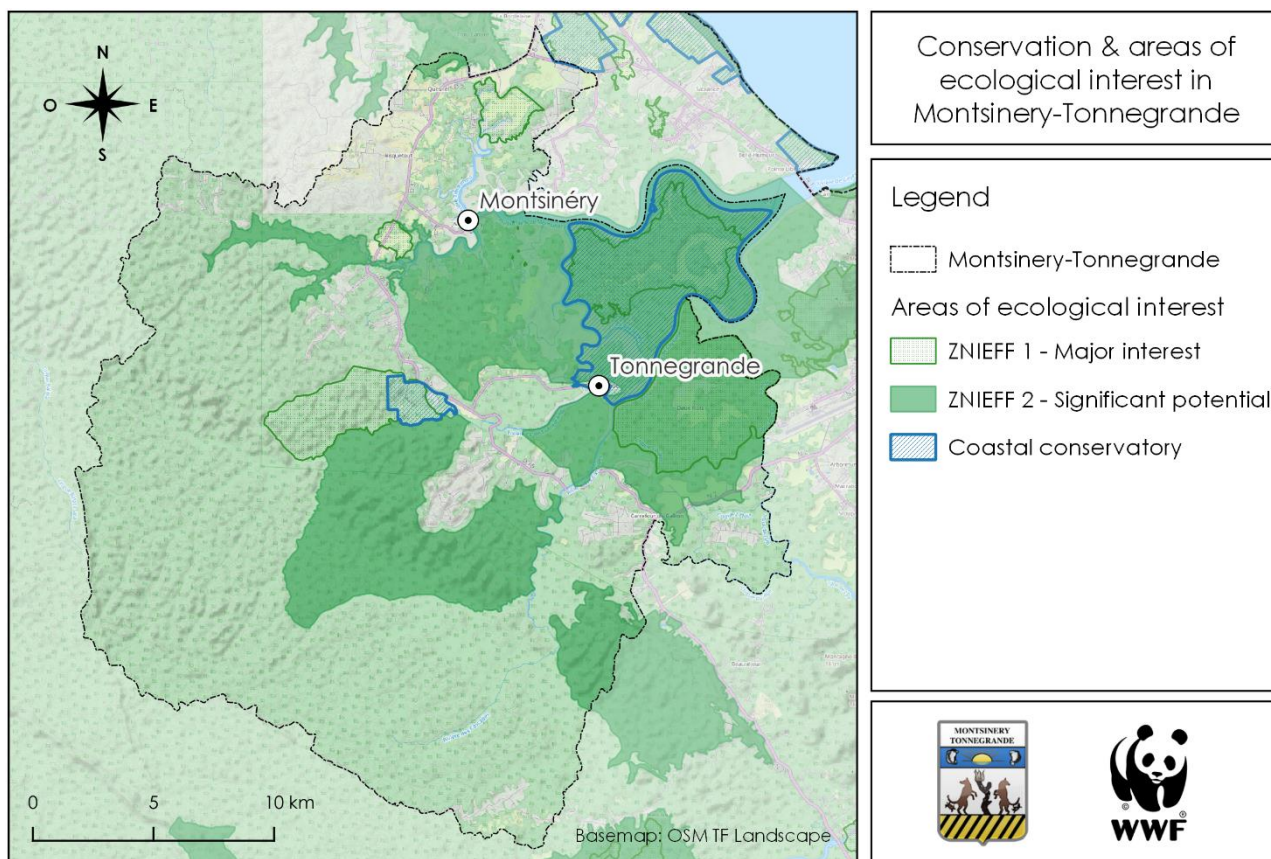 Conservation & areas of
ecological interest in
Montsinery-Tonnegrande
N
O
E
S
Montsinéry
Tonnegrande
0
5
10 km
Basemap: OSM TF Landscape
Legend
Montsinery-Tonnegrande
Areas of ecological interest
ZNIEFF 1 - Major interest
ZNIEFF 2 - Significant potential
Coastal conservatory
MONTSINERY
TONNEGRANDE
©
®
WWF